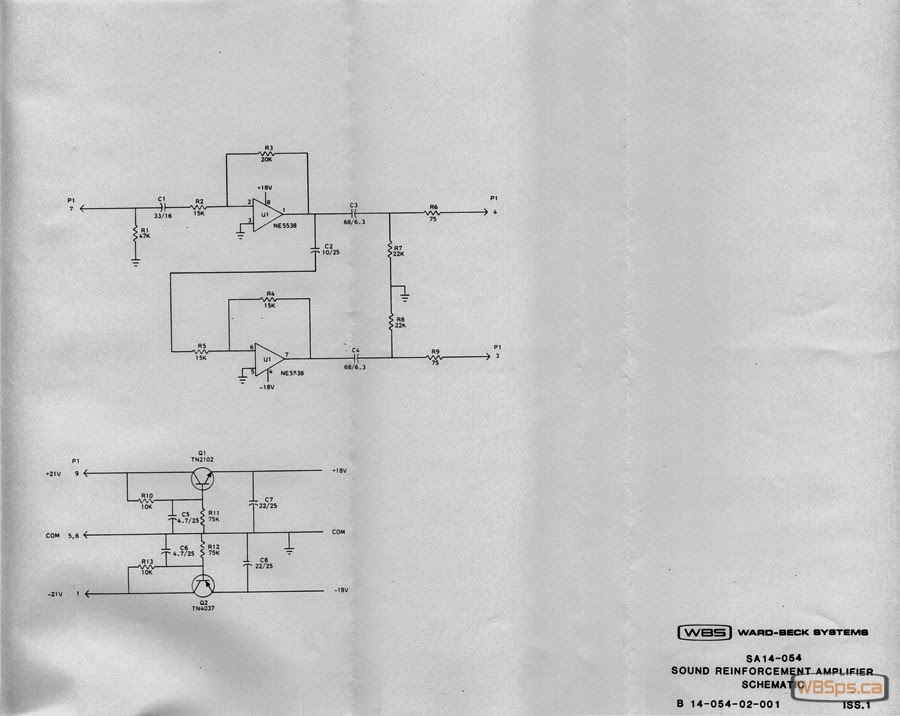 R3
20K
+18V
P1
7
C1
33/16
R2
15K
2
8
1
3
U1
NE5538
C3
68/6.3
R6
75
P1
4
R1
47K
C2
10/25
R7
22K
R4
15K
R8
22K
R5
15K
6
7
5
4
U1
NE5538
-18V
C4
68/6.3
R9
75
P1
3
Q1
TN2102
P1
+21V 9
+18V
R10
10K
C5
4.7/25
R11
75K
C7
22/25
COM 5,6
COM
C6
4.7/25
R12
75K
R13
10K
C8
22/25
-21V 1
-18V
Q2
TN4037
WBS WARD-BECK SYSTEMS
SA14-054
SOUND REINFORCEMENT AMPLIFIER
SCHEMATIC
WBSps.ca
B 14-054-02-001 ISS.1